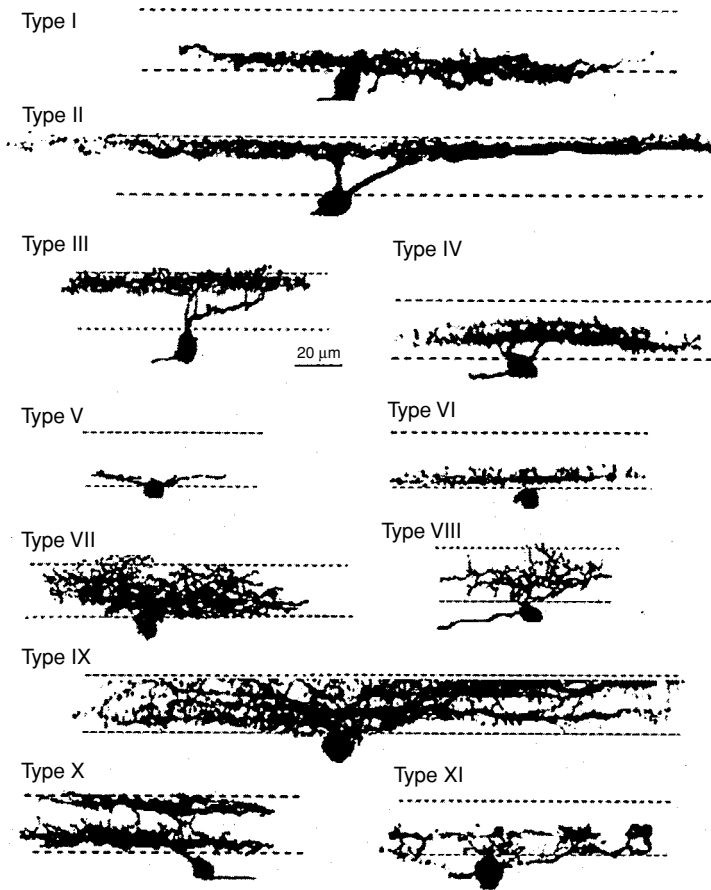 Type I
Type II
Type III
Type IV
20 μm
Type V
Type VI
Type VII
Type VIII
Type IX
Type X
Type XI